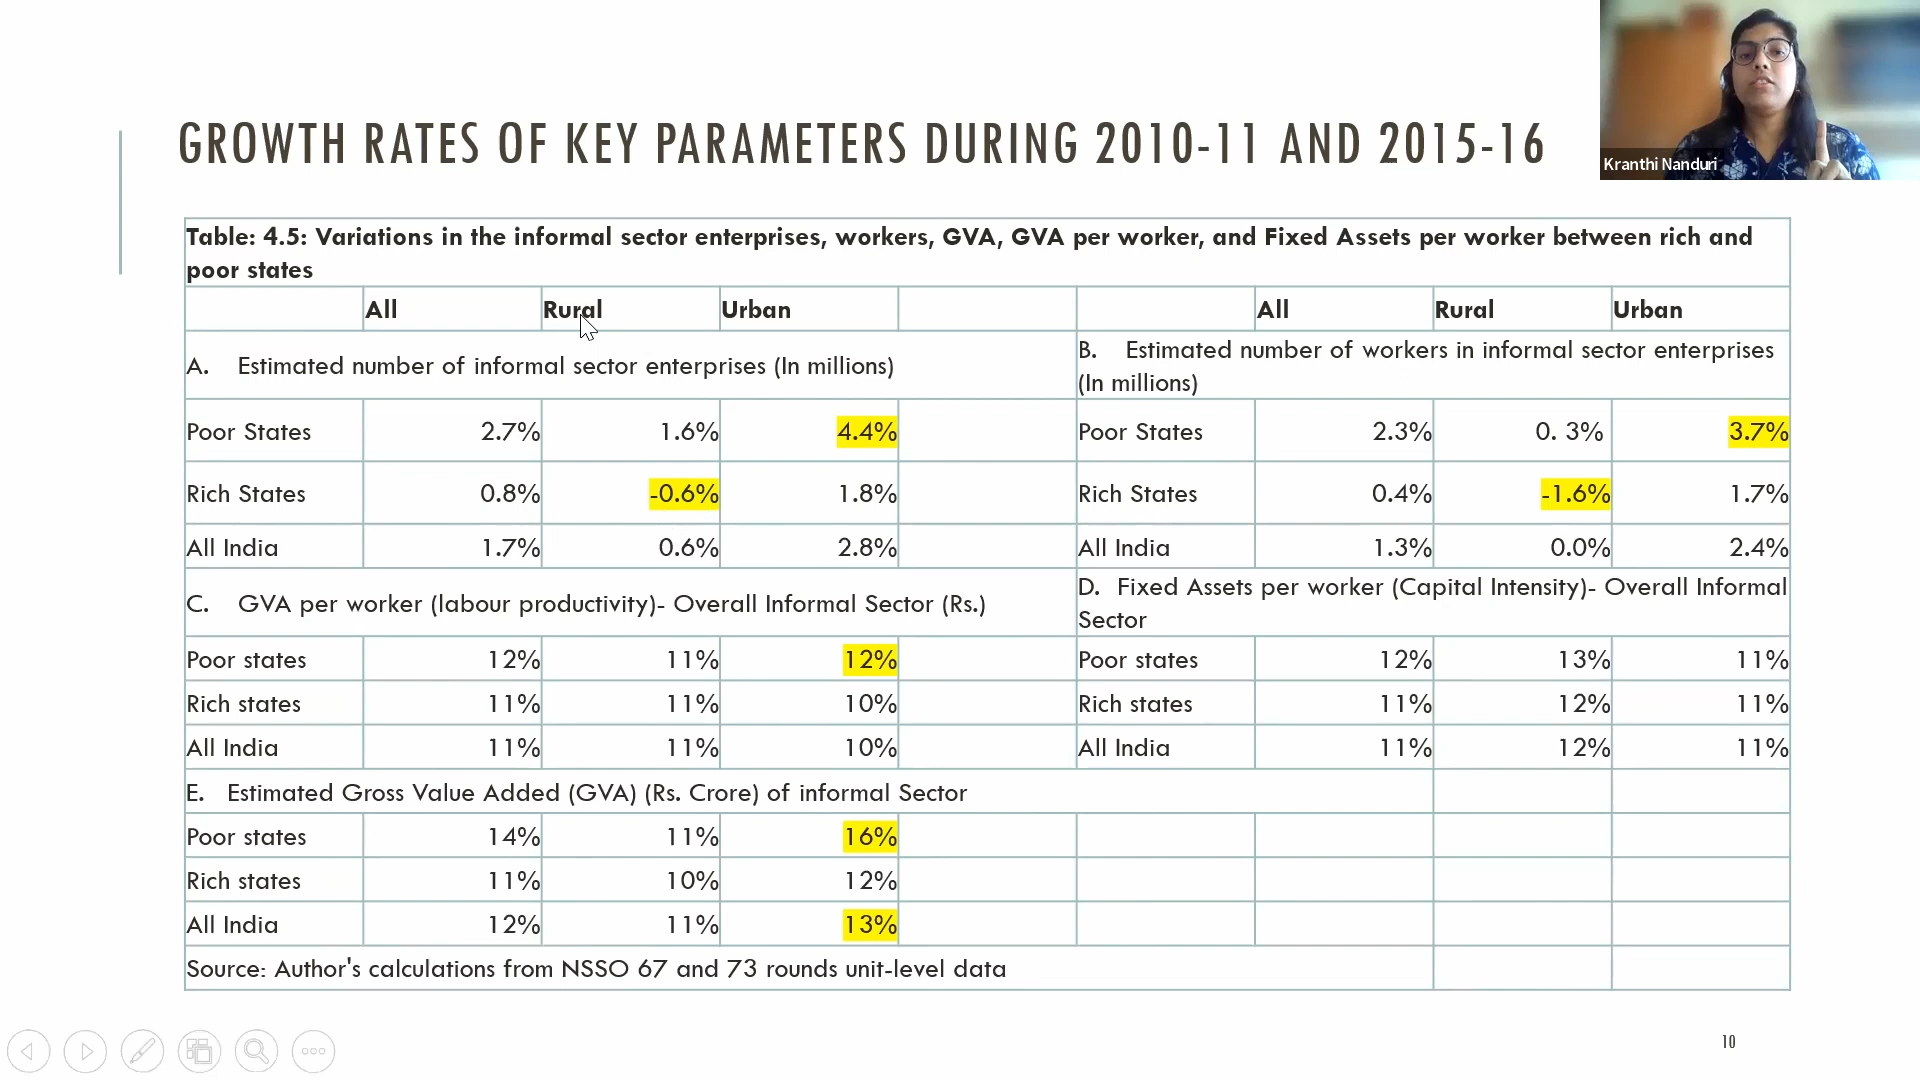 GROWTH RATES OF KEY PARAMETERS DURING 2010-11 AND 2015-16
Kranthi Nanduri
Table: 4.5: Variations in the informal sector enterprises, workers, GVA, GVA per worker, and Fixed Assets per worker between rich and
poor states
All Rural Urban All Rural Urban
A. Estimated number of informal sector enterprises (In millions)
B. Estimated number of workers in informal sector enterprises
(In millions)
Poor States 2.7% 1.6% 4.4% Poor States 2.3% 0. 3% 3.7%
Rich States 0.8% -0.6% 1.8% Rich States 0.4% -1.6% 1.7%
All India 1.7% 0.6% 2.8% All India 1.3% 0.0% 2.4%
C. GVA per worker (labour productivity)- Overall Informal Sector (Rs.)
D. Fixed Assets per worker (Capital Intensity)- Overall Informal
Sector
Poor states 12% 11% 12% Poor states 12% 13% 11%
Rich states 11% 11% 10% Rich states 11% 12% 11%
All India 11% 11% 10% All India 11% 12% 11%
E. Estimated Gross Value Added (GVA) (Rs. Crore) of informal Sector
Poor states 14% 11% 16%
Rich states 11% 10% 12%
All India 12% 11% 13%
Source: Author's calculations from NSSO 67 and 73 rounds unit-level data
10